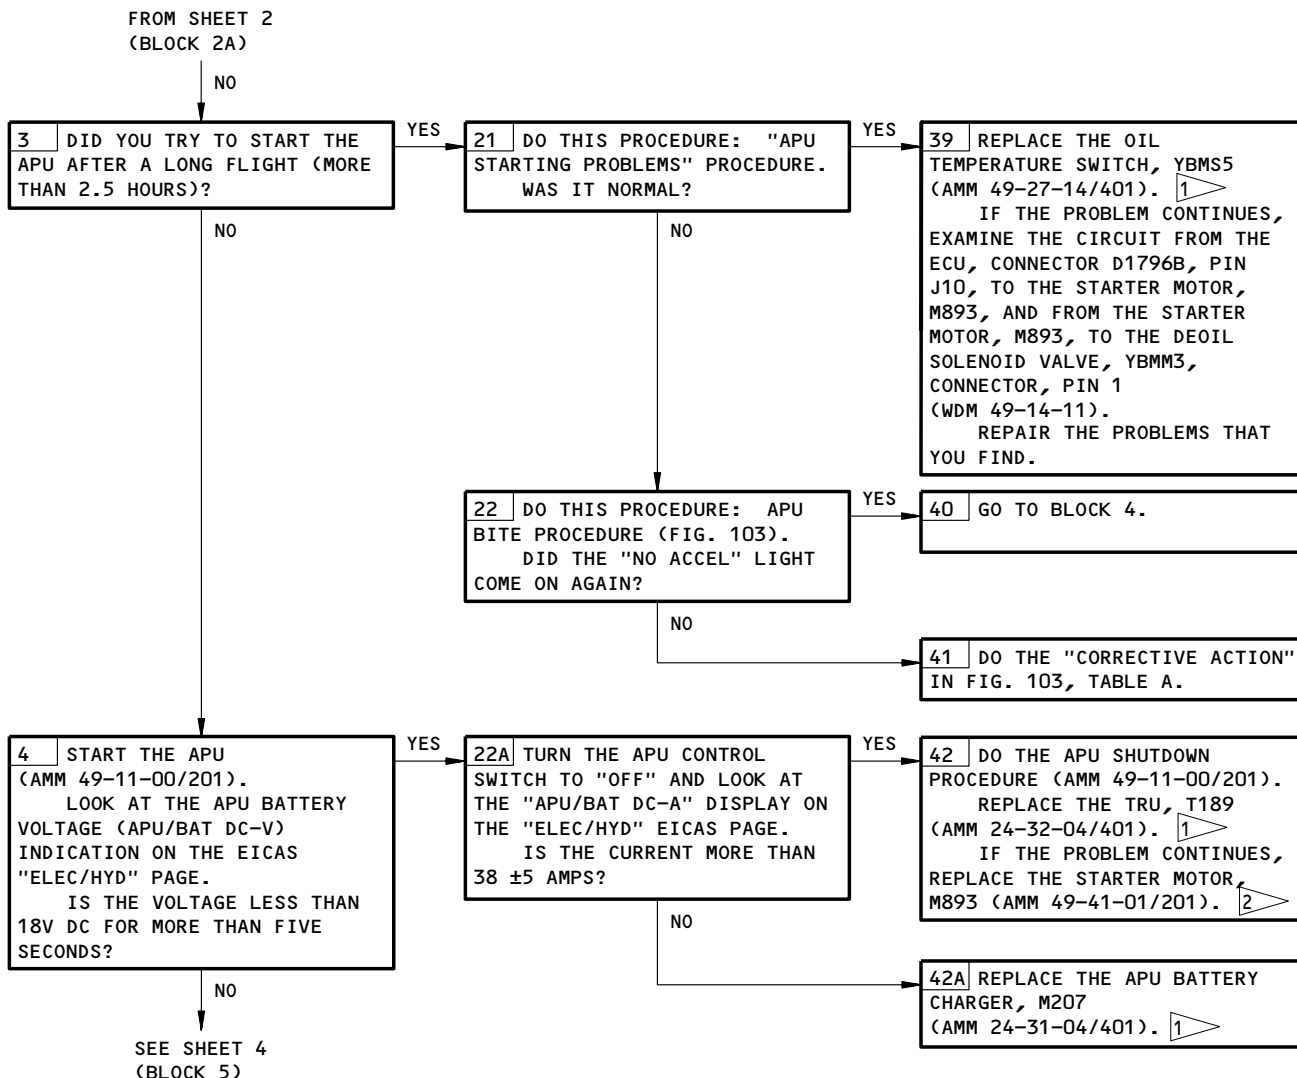 FROM SHEET 2
(BLOCK 2A)
NO
3 DID YOU TRY TO START THE
APU AFTER A LONG FLIGHT (MORE
THAN 2.5 HOURS)?
YES
NO
21 DO THIS PROCEDURE: "APU
STARTING PROBLEMS" PROCEDURE.
WAS IT NORMAL?
YES
NO
39 REPLACE THE OIL
TEMPERATURE SWITCH, YBMS5
(AMM 49-27-14/401). 1
IF THE PROBLEM CONTINUES,
EXAMINE THE CIRCUIT FROM THE
ECU, CONNECTOR D1796B, PIN
J10, TO THE STARTER MOTOR,
M893, AND FROM THE STARTER
MOTOR, M893, TO THE DEOIL
SOLENOID VALVE, YBMM3,
CONNECTOR, PIN 1
(WDM 49-14-11).
REPAIR THE PROBLEMS THAT
YOU FIND.
22 DO THIS PROCEDURE: APU
BITE PROCEDURE (FIG. 103).
DID THE "NO ACCEL" LIGHT
COME ON AGAIN?
YES
NO
40 GO TO BLOCK 4.
41 DO THE "CORRECTIVE ACTION"
IN FIG. 103, TABLE A.
4 START THE APU
(AMM 49-11-00/201).
LOOK AT THE APU BATTERY
VOLTAGE (APU/BAT DC-V)
INDICATION ON THE EICAS
"ELEC/HYD" PAGE.
IS THE VOLTAGE LESS THAN
18V DC FOR MORE THAN FIVE
SECONDS?
YES
NO
22A TURN THE APU CONTROL
SWITCH TO "OFF" AND LOOK AT
THE "APU/BAT DC-A" DISPLAY ON
THE "ELEC/HYD" EICAS PAGE.
IS THE CURRENT MORE THAN
38 ±5 AMPS?
YES
NO
42 DO THE APU SHUTDOWN
PROCEDURE (AMM 49-11-00/201).
REPLACE THE TRU, T189
(AMM 24-32-04/401). 1
IF THE PROBLEM CONTINUES,
REPLACE THE STARTER MOTOR,
M893 (AMM 49-41-01/201). 2
42A REPLACE THE APU BATTERY
CHARGER, M207
(AMM 24-31-04/401). 1
SEE SHEET 4
(BLOCK 5)